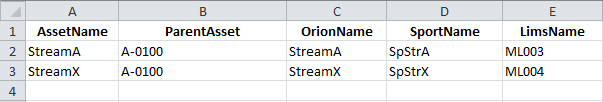 A B C D E
1 AssetName ParentAsset OrionName SportName LimsName
2 StreamA A-0100 StreamA SpStrA ML003
3 StreamX A-0100 StreamX SpStrX ML004
4